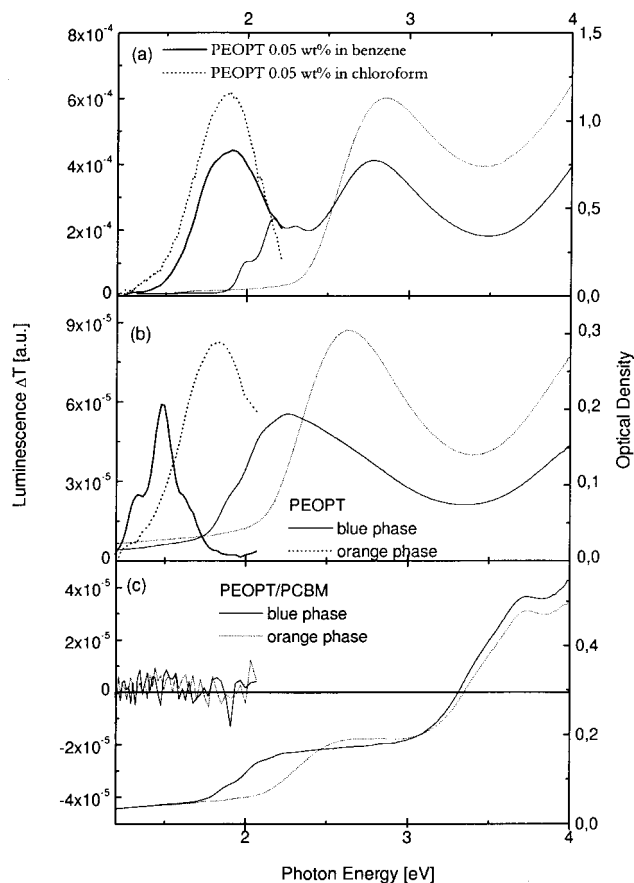 2 3 4
8x10⁻⁴
6x10⁻⁴
4x10⁻⁴
2x10⁻⁴
0
(a)
PEOPT 0.05 wt% in benzene
PEOPT 0.05 wt% in chloroform
1,5
1,0
0,5
0,0
9x10⁻⁵
6x10⁻⁵
3x10⁻⁵
0
(b)
PEOPT
blue phase
orange phase
0,3
0,2
0,1
0,0
4x10⁻⁵
2x10⁻⁵
0
-2x10⁻⁵
-4x10⁻⁵
(c)
PEOPT/PCBM
blue phase
orange phase
0,4
0,2
0,0
2 3 4
Luminescence ΔT [a.u.]
Optical Density
Photon Energy [eV]